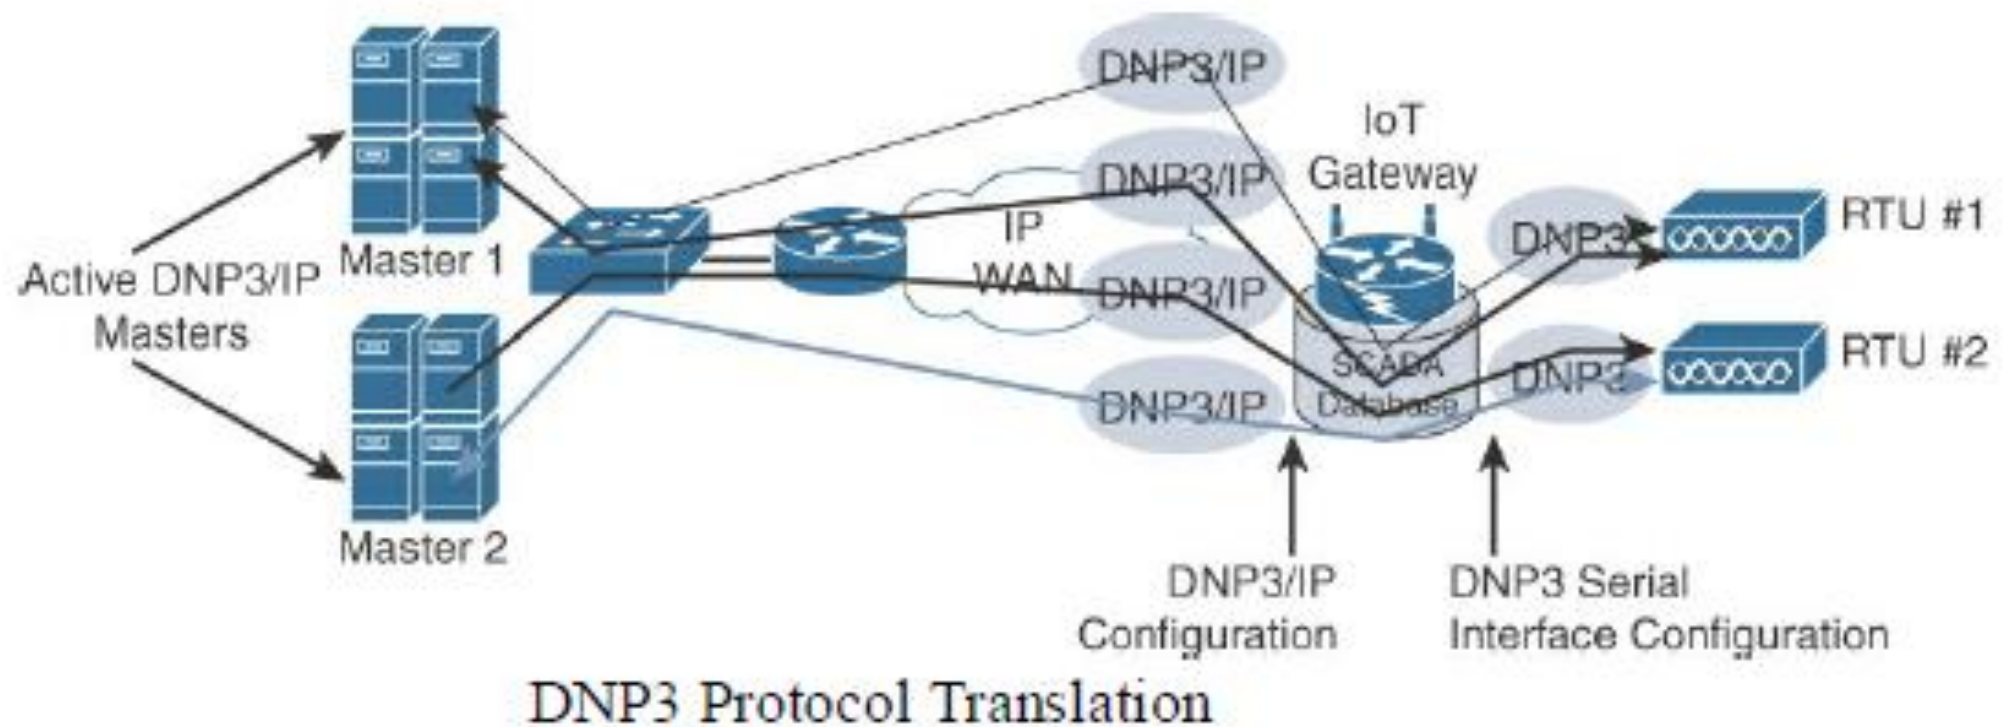 DNP3/IP
DNP3/IP
DNP3/IP
DNP3/IP
IoT
Gateway
IP
WAN
Master 1
Active DNP3/IP
Masters
Master 2
SCADA
Database
DNP3
DNP3
RTU #1
RTU #2
DNP3/IP
Configuration
DNP3 Serial
Interface Configuration
DNP3 Protocol Translation